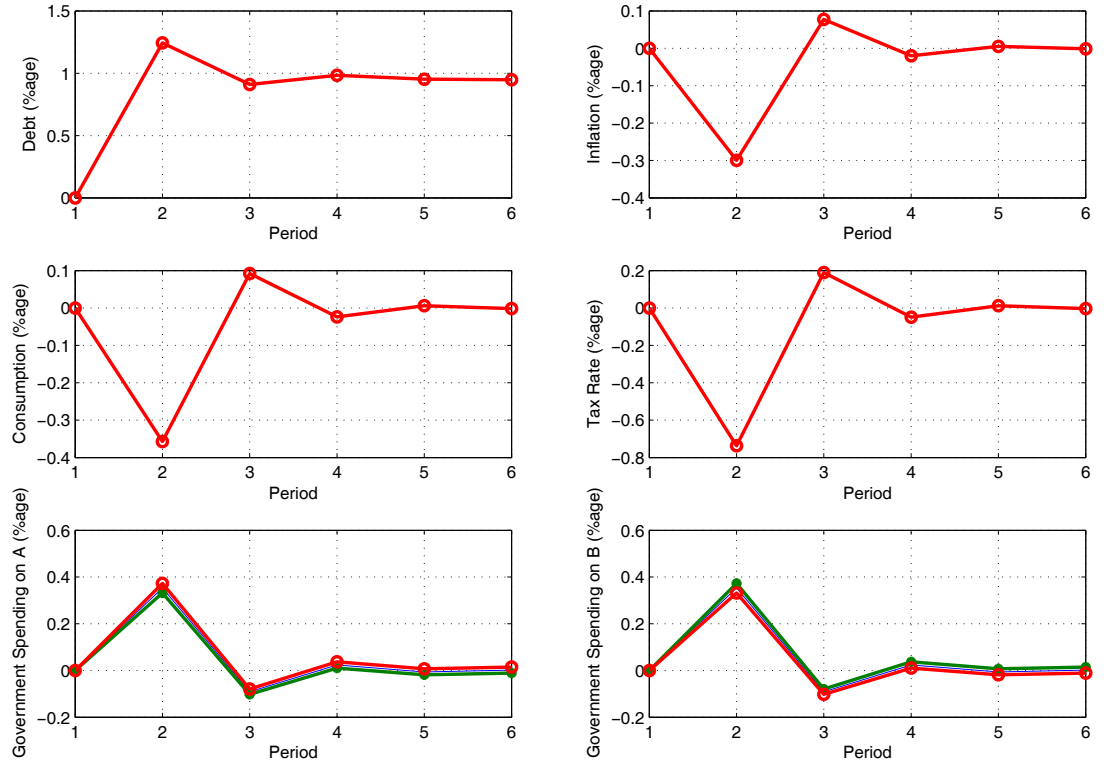 1.5
1
0.5
0
Debt (%age)
1 2 3 4 5 6
Period
0.1
0
−0.1
−0.2
−0.3
−0.4
Inflation (%age)
1 2 3 4 5 6
Period
0.1
0
−0.1
−0.2
−0.3
−0.4
Consumption (%age)
1 2 3 4 5 6
Period
0.2
0
−0.2
−0.4
−0.6
−0.8
Tax Rate (%age)
1 2 3 4 5 6
Period
0.6
0.4
0.2
0
−0.2
Government Spending on A (%age)
1 2 3 4 5 6
Period
0.6
0.4
0.2
0
−0.2
Government Spending on B (%age)
1 2 3 4 5 6
Period